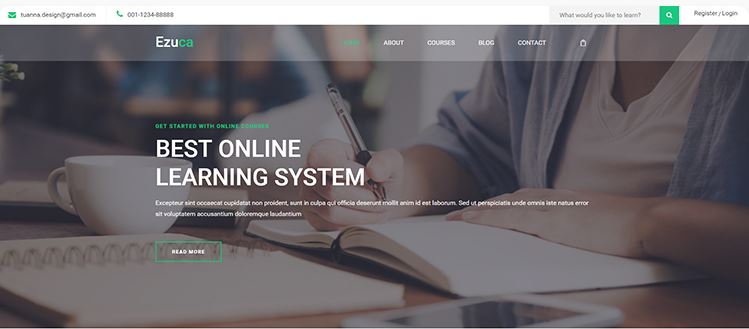 tuanna.design@gmail.com
001-1234-88888
What would you like to learn?
Register / Login
Ezuca
HOME
ABOUT
COURSES
BLOG
CONTACT
GET STARTED WITH ONLINE COURSES
BEST ONLINE
LEARNING SYSTEM
Excepteur sint occaecat cupidatat non proident, sunt in culpa qui officia deserunt mollit anim id est laborum. Sed ut perspiciatis unde omnis iste natus error
sit voluptatem accusantium doloremque laudantium
READ MORE